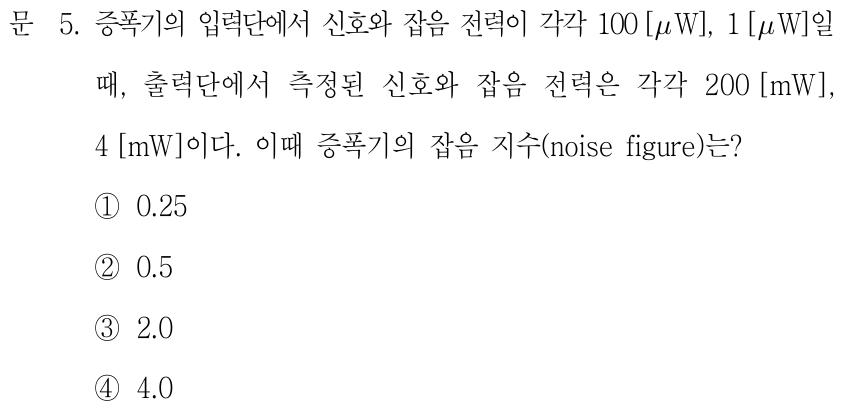 문 5. 증폭기의 입력단에서 신호와 잡음 전력이 각각 100 [μW], 1 [μW]일
때, 출력단에서 측정된 신호와 잡음 전력은 각각 200 [mW],
4 [mW]이다. 이때 증폭기의 잡음 지수(noise figure)는?
① 0.25
② 0.5
③ 2.0
④ 4.0